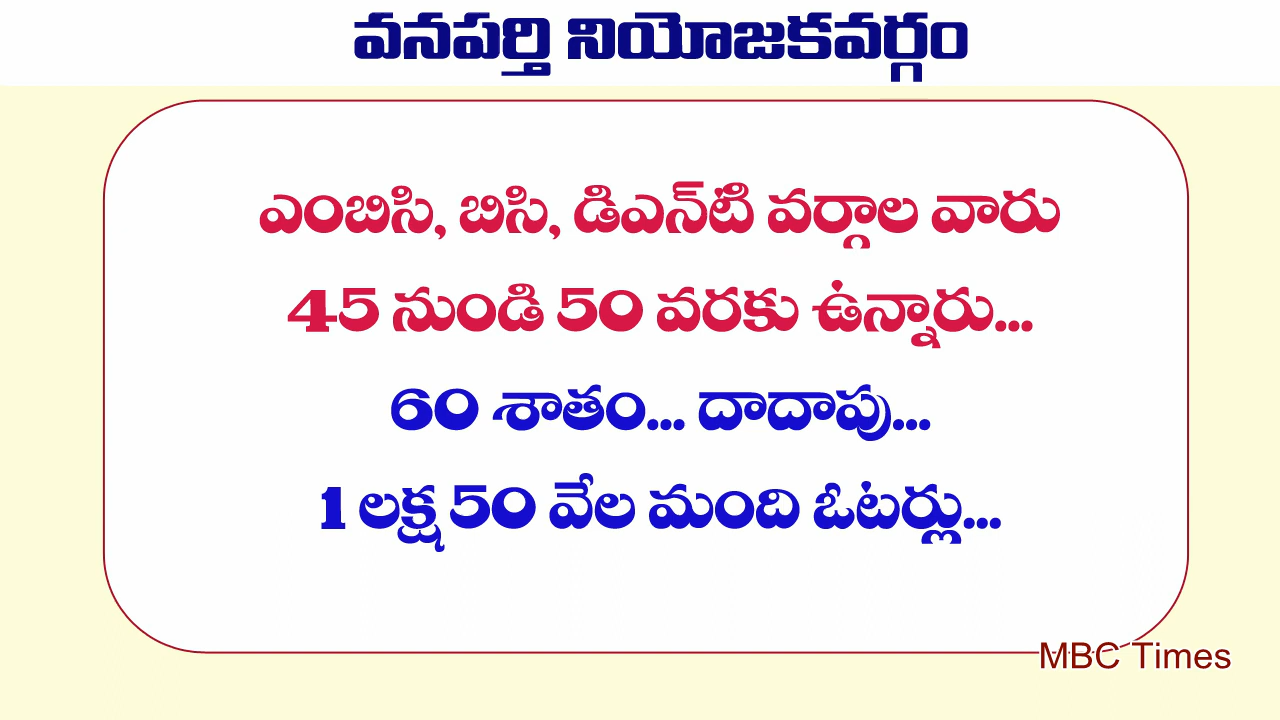 వనపర్తి నియోజకవర్గం
ఎంబిసి, బిసి, డిఎన్‌టి వర్గాల వారు
45 నుండి 50 వరకు ఉన్నారు...
60 శాతం... దాదాపు...
1 లక్ష 50 వేల మంది ఓటర్లు...
MBC Times